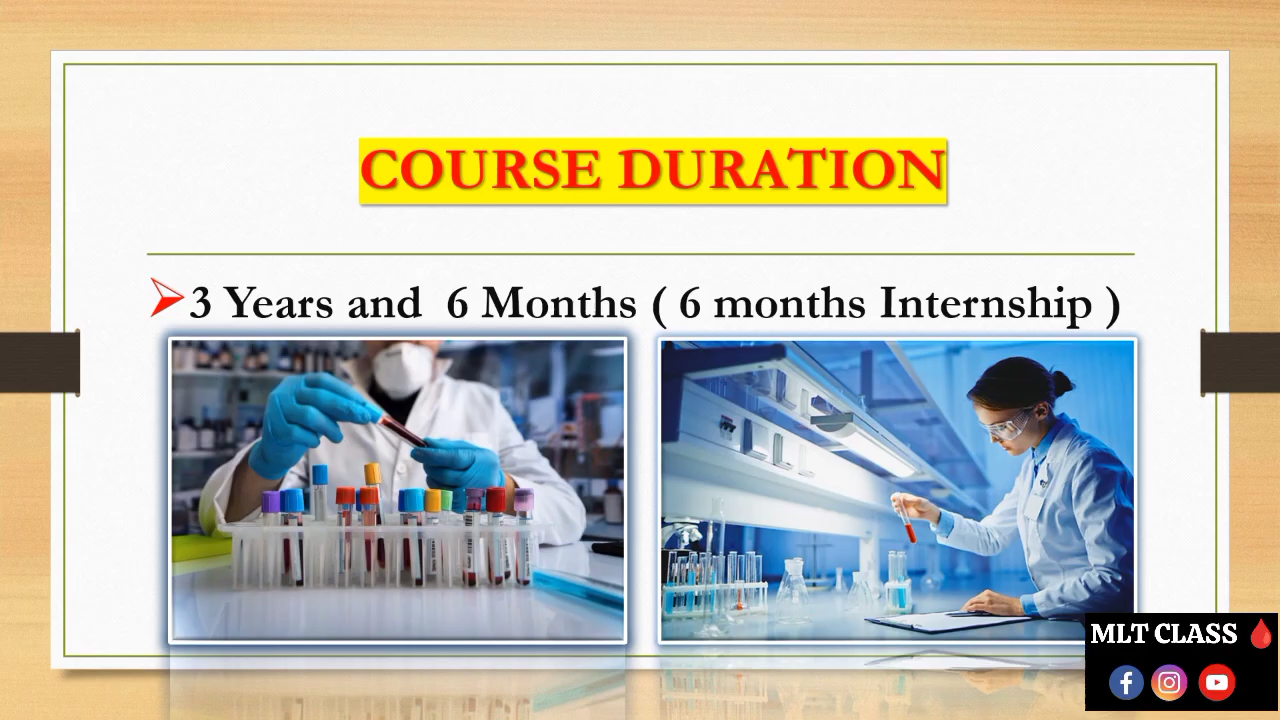 COURSE DURATION
3 Years and 6 Months ( 6 months Internship )
MLT CLASS